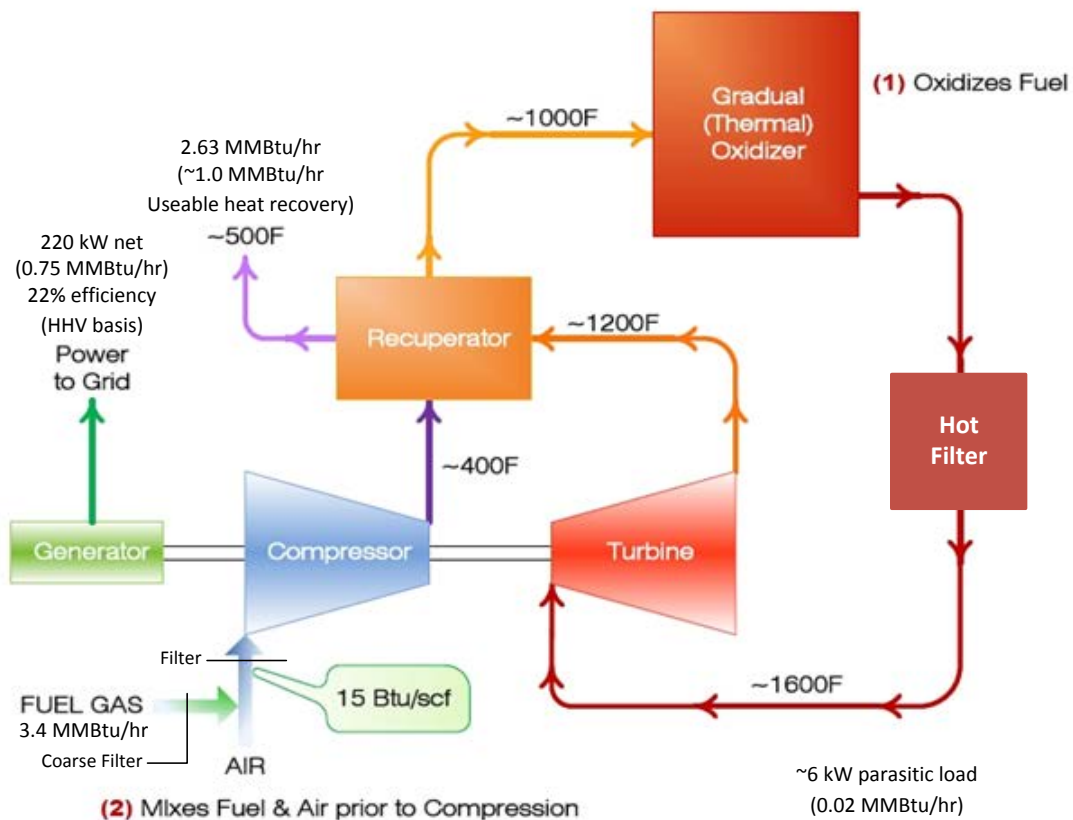 Gradual
(Thermal)
Oxidizer
(1) Oxidizes Fuel
~1000F
2.63 MMBtu/hr
(~1.0 MMBtu/hr
Useable heat recovery)
~500F
220 kW net
(0.75 MMBtu/hr)
22% efficiency
(HHV basis)
Power
to Grid
Recuperator
~1200F
Hot
Filter
~400F
Generator
Compressor
Turbine
Filter
FUEL GAS
3.4 MMBtu/hr
Coarse Filter
15 Btu/scf
AIR
~1600F
~6 kW parasitic load
(0.02 MMBtu/hr)
(2) MIxes Fuel & Air prior to Compression